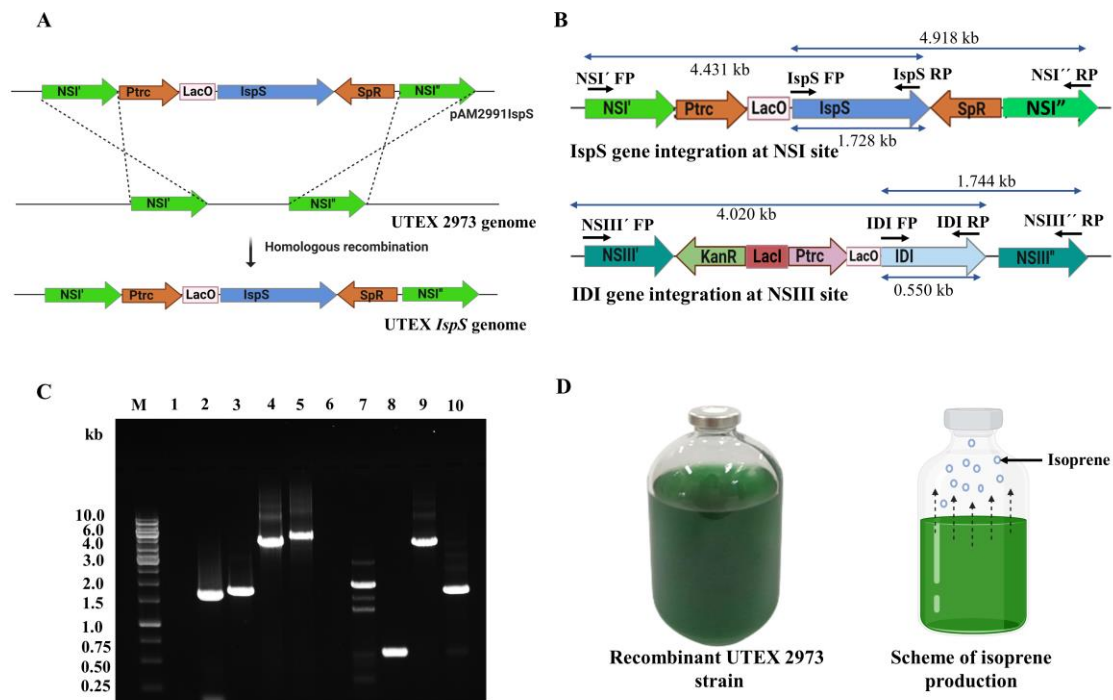 A
NSI' Ptrc LacO IspS SpR NSI"
pAM2991IspS
NSI' NSI"
UTEX 2973 genome
Homologous recombination
NSI' Ptrc LacO IspS SpR NSI"
UTEX IspS genome
B
4.918 kb
4.431 kb
NSI′ FP IspS FP IspS RP NSI′′ RP
NSI' Ptrc LacO IspS SpR NSI″
1.728 kb
IspS gene integration at NSI site
1.744 kb
4.020 kb
NSIII′ FP IDI FP IDI RP NSIII′′ RP
NSIII' KanR LacI Ptrc LacO IDI NSIII"
0.550 kb
IDI gene integration at NSIII site
C
M 1 2 3 4 5 6 7 8 9 10
kb
10.0
6.0
4.0
3.0
2.0
1.5
1.0
0.75
0.50
0.25
D
Isoprene
Recombinant UTEX 2973
strain
Scheme of isoprene
production